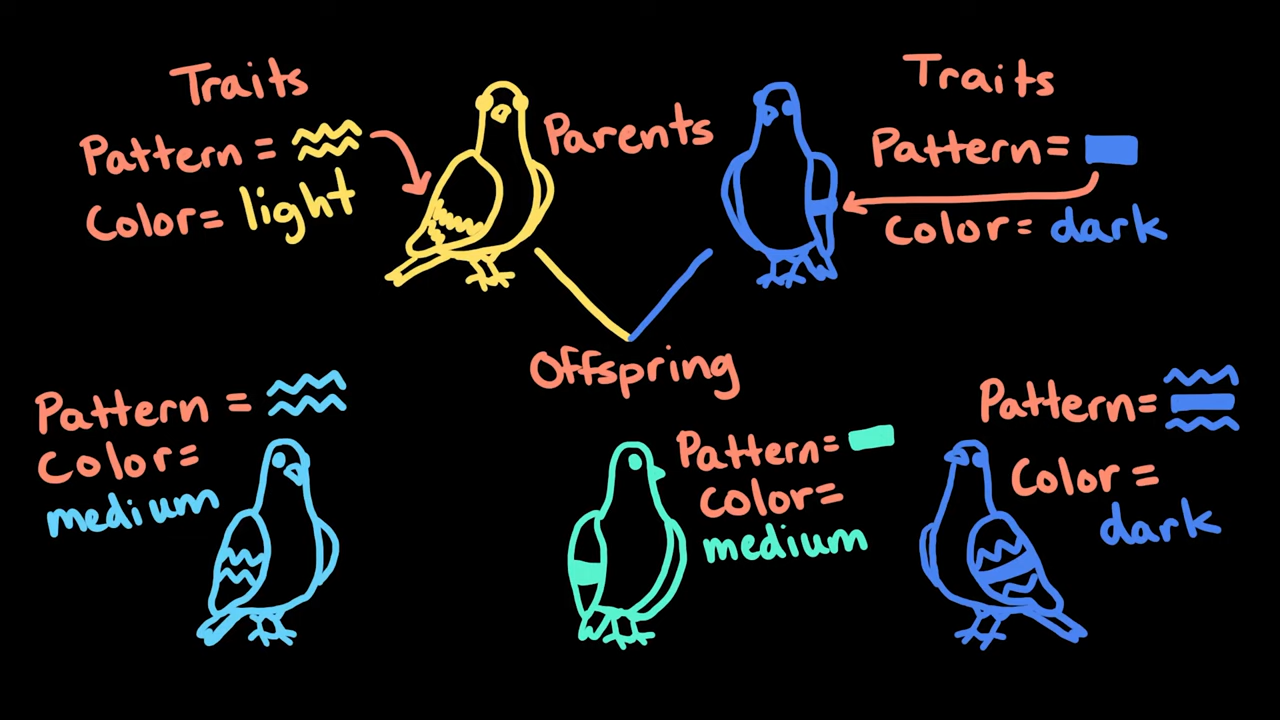 Traits
Pattern =
Color= light
Parents
Traits
Pattern=
Color= dark
Offspring
Pattern =
Color=
medium
Pattern=
Color=
medium
Pattern=
Color =
dark